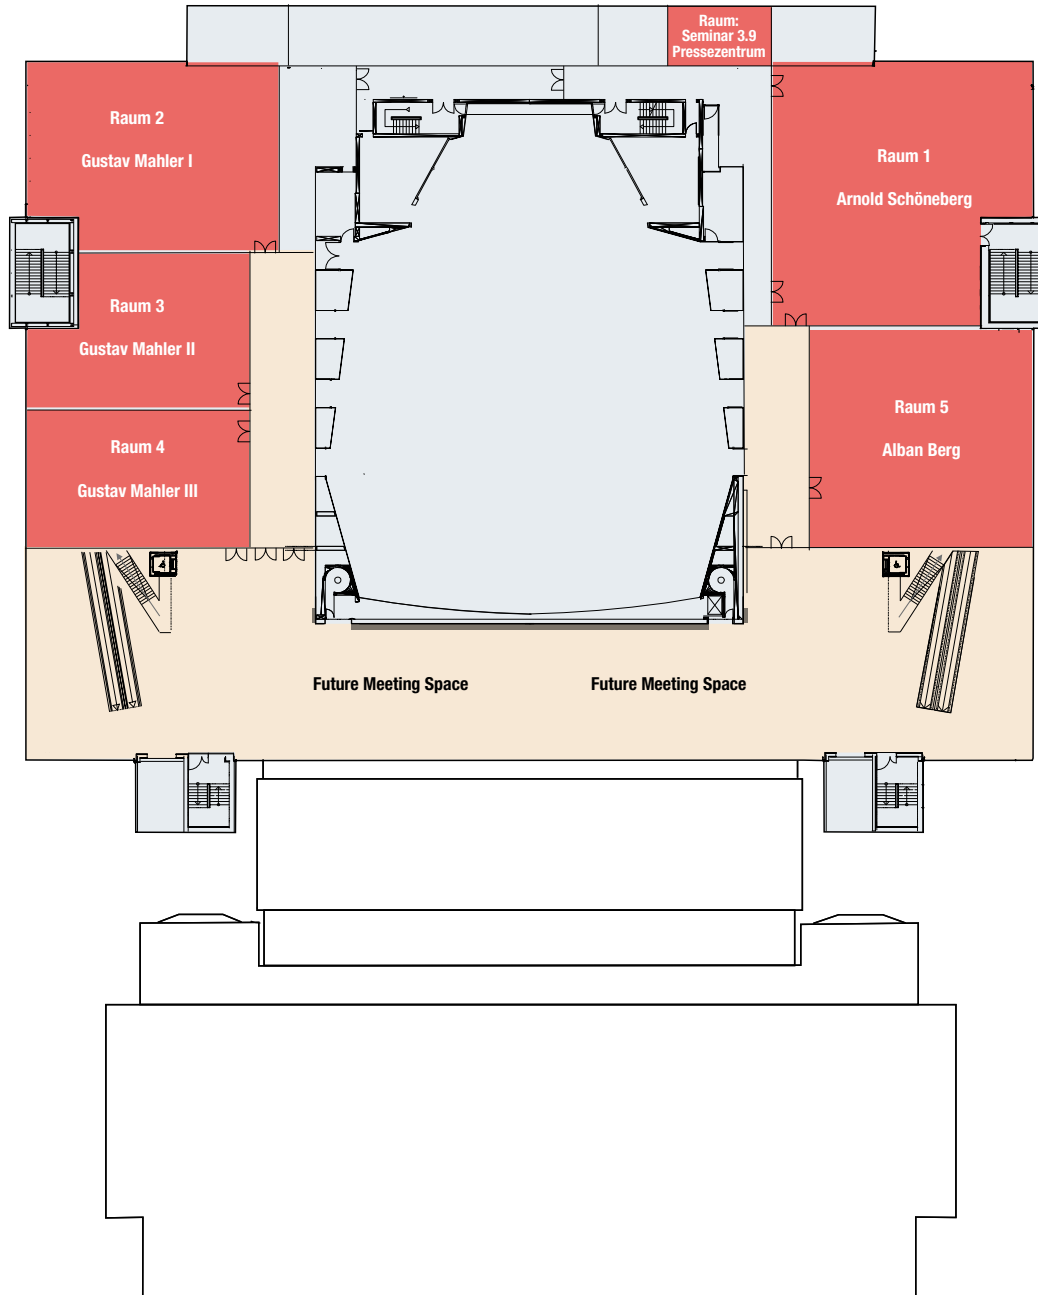 Raum:
Seminar 3.9
Pressezentrum
Raum 2
Gustav Mahler I
Raum 1
Arnold Schöneberg
Raum 3
Gustav Mahler II
Raum 5
Alban Berg
Raum 4
Gustav Mahler III
Future Meeting Space
Future Meeting Space